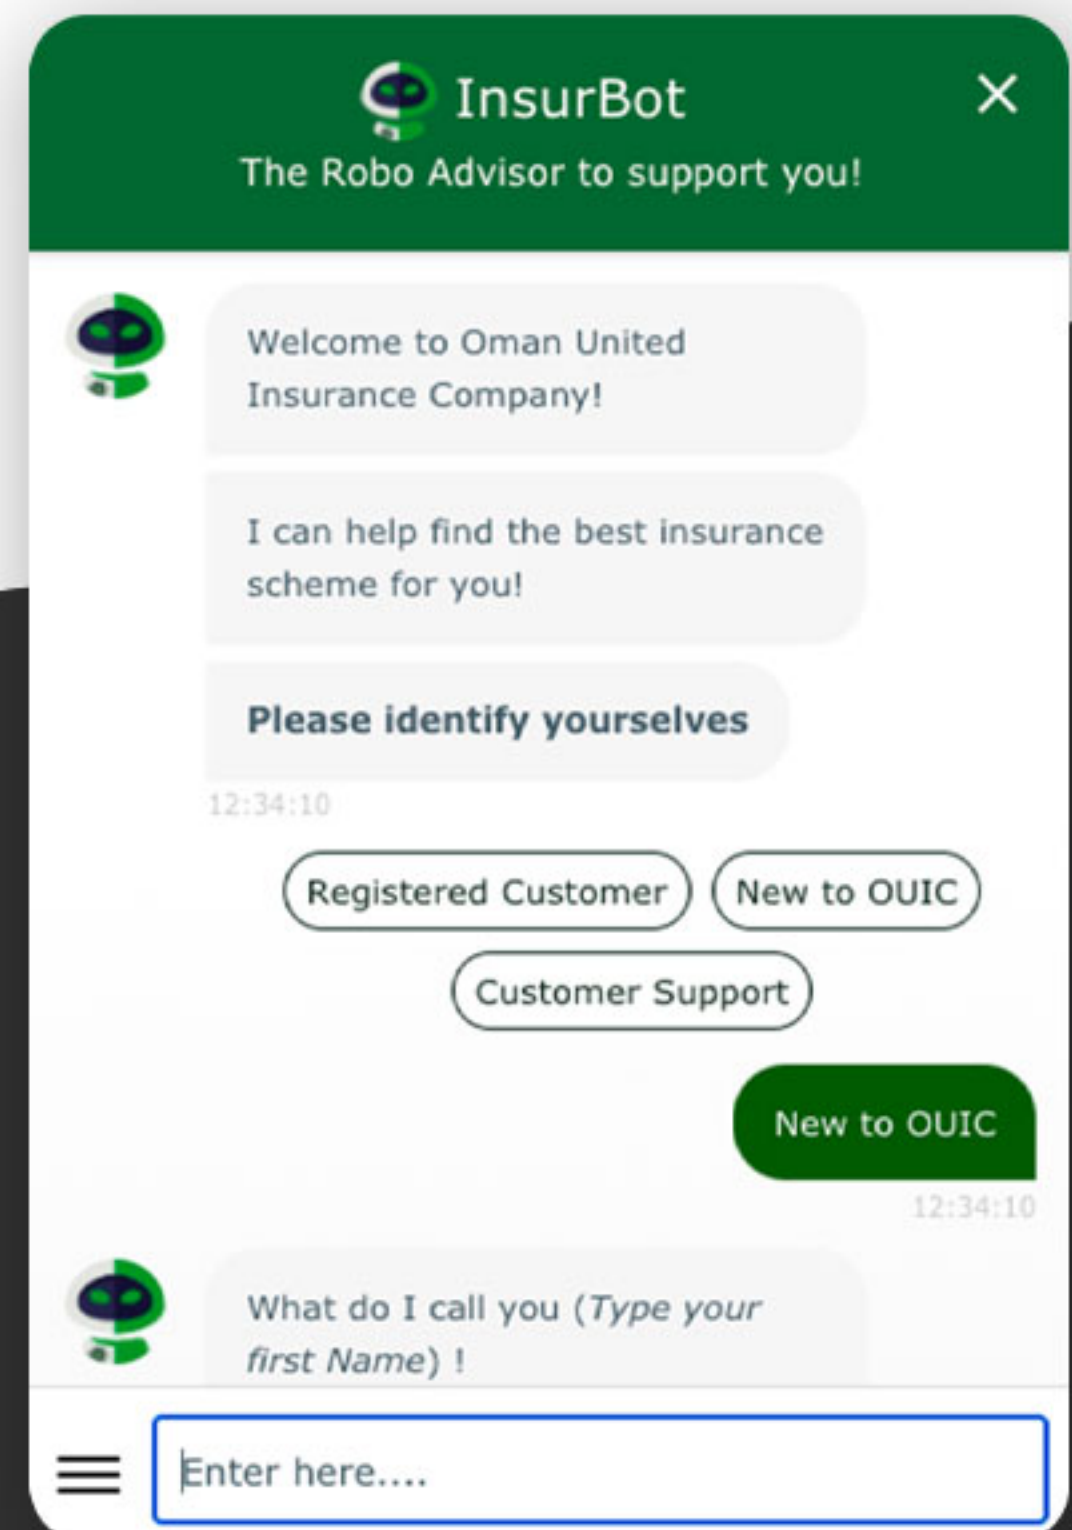 InsurBot
The Robo Advisor to support you!
Welcome to Oman United
Insurance Company!
I can help find the best insurance
scheme for you!
Please identify yourselves
12:34:10
Registered Customer
New to OUIC
Customer Support
New to OUIC
12:34:10
What do I call you (Type your
first Name) !
Enter here....